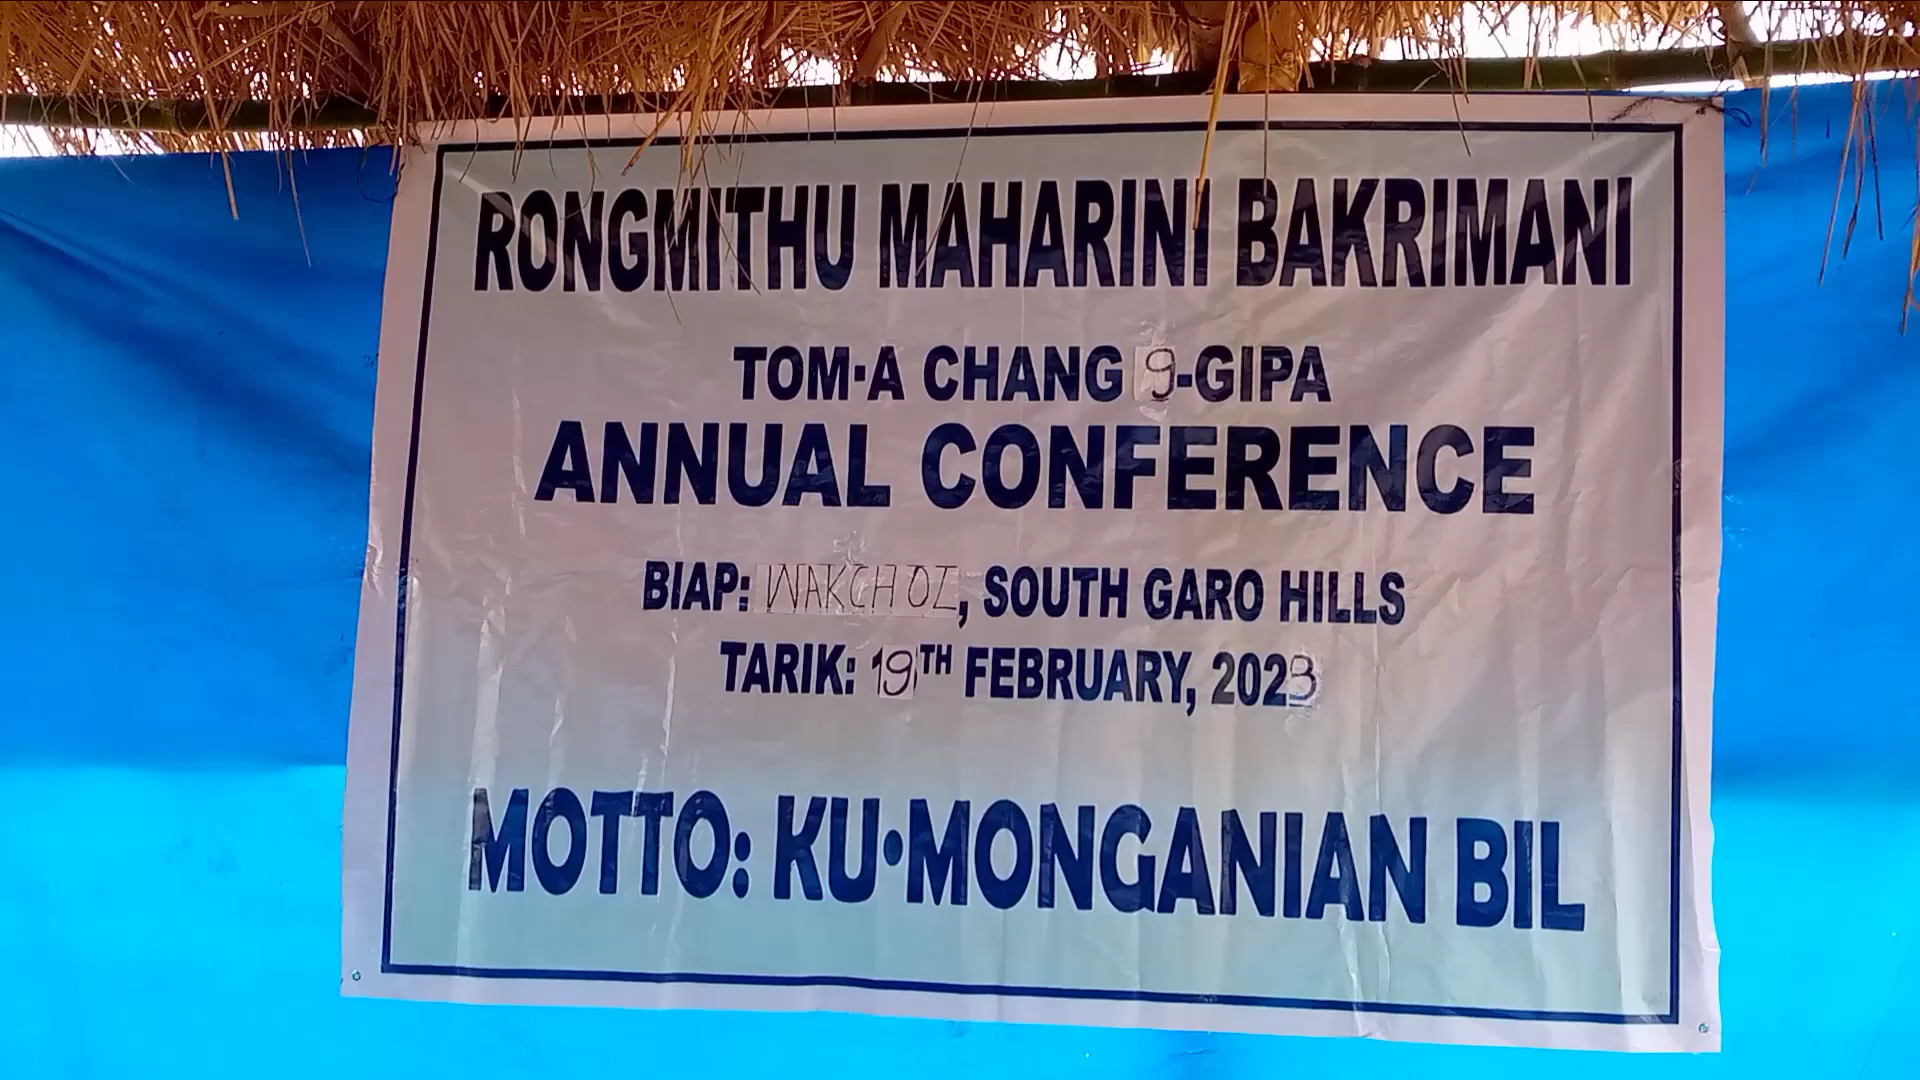 RONGMITHU MAHARINI BAKRIMANI
TOM·A CHANG 9-GIPA
ANNUAL CONFERENCE
BIAP: WAKCHOI, SOUTH GARO HILLS
TARIK: 19TH FEBRUARY, 2023
MOTTO: KU·MONGANIAN BIL